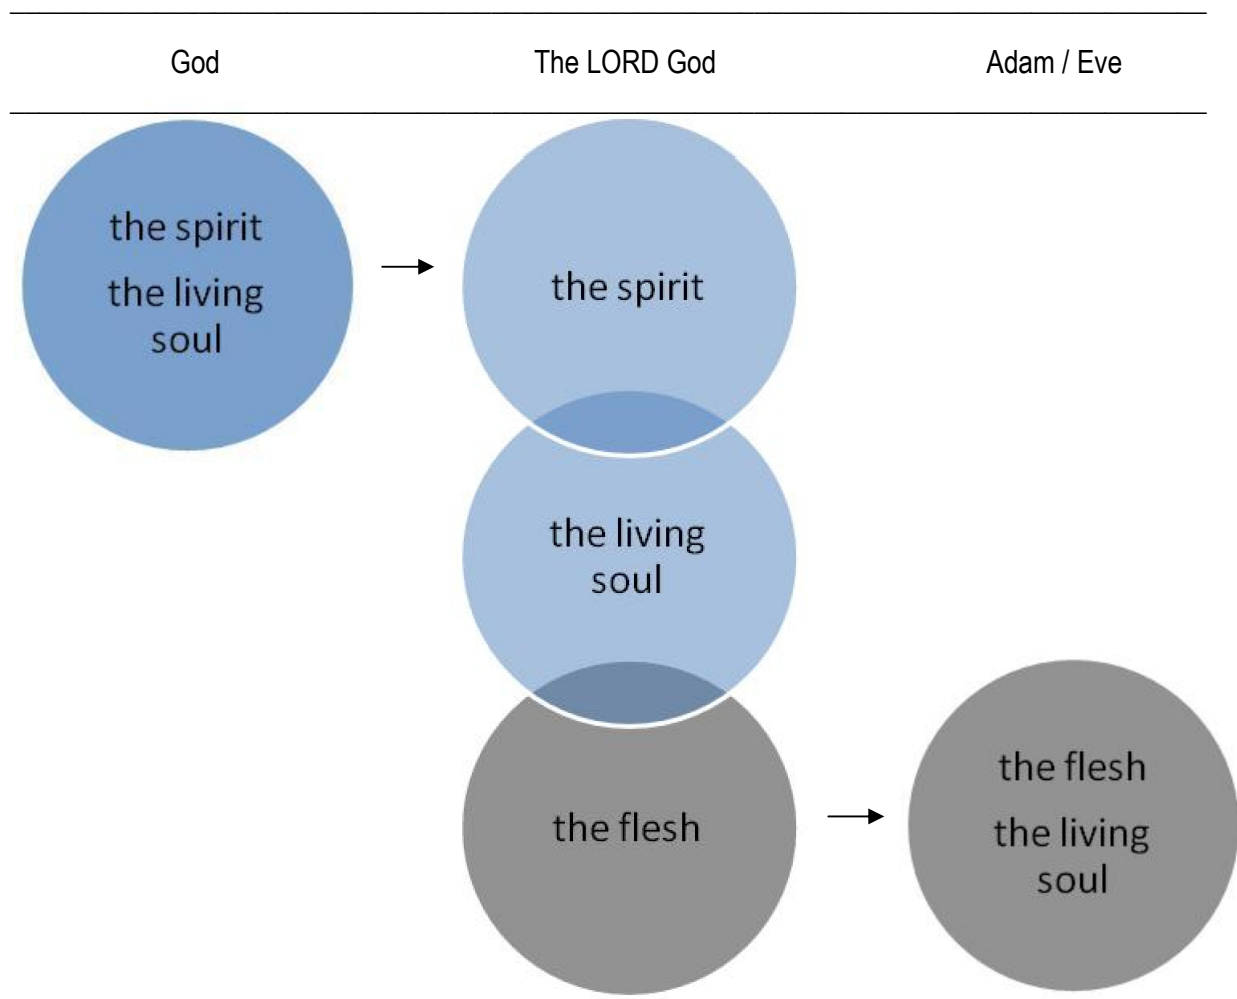 God
The LORD God
Adam / Eve
the spirit
the living
soul
the spirit
the living
soul
the flesh
the flesh
the living
soul